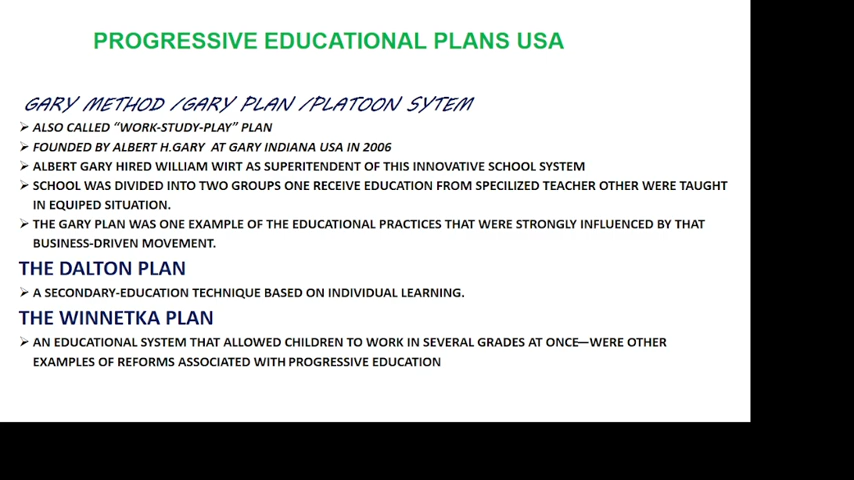 PROGRESSIVE EDUCATIONAL PLANS USA
GARY METHOD /GARY PLAN /PLATOON SYTEM
➢ ALSO CALLED “WORK-STUDY-PLAY” PLAN
➢ FOUNDED BY ALBERT H.GARY AT GARY INDIANA USA IN 2006
➢ ALBERT GARY HIRED WILLIAM WIRT AS SUPERITENDENT OF THIS INNOVATIVE SCHOOL SYSTEM
➢ SCHOOL WAS DIVIDED INTO TWO GROUPS ONE RECEIVE EDUCATION FROM SPECILIZED TEACHER OTHER WERE TAUGHT
IN EQUIPED SITUATION.
➢ THE GARY PLAN WAS ONE EXAMPLE OF THE EDUCATIONAL PRACTICES THAT WERE STRONGLY INFLUENCED BY THAT
BUSINESS-DRIVEN MOVEMENT.
THE DALTON PLAN
➢ A SECONDARY-EDUCATION TECHNIQUE BASED ON INDIVIDUAL LEARNING.
THE WINNETKA PLAN
➢ AN EDUCATIONAL SYSTEM THAT ALLOWED CHILDREN TO WORK IN SEVERAL GRADES AT ONCE—WERE OTHER
EXAMPLES OF REFORMS ASSOCIATED WITH PROGRESSIVE EDUCATION